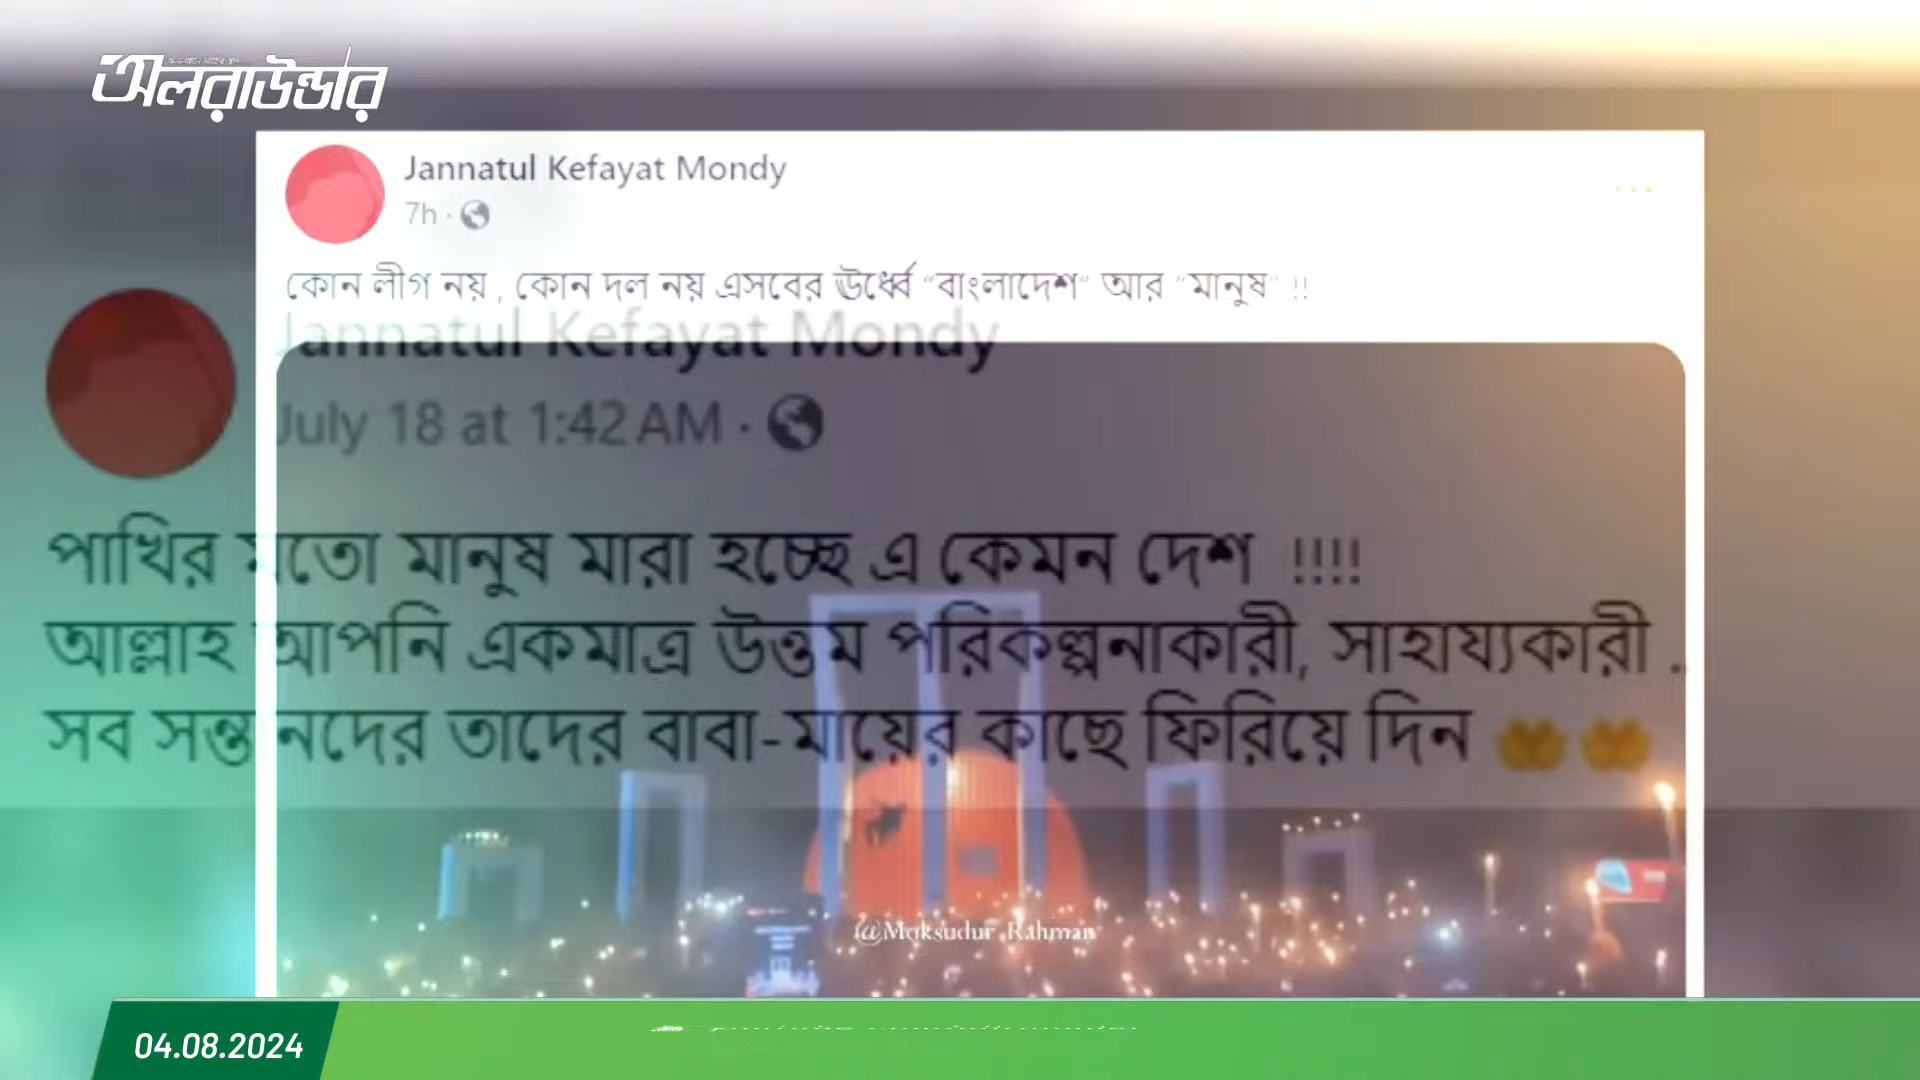 অলরাউন্ডার
Jannatul Kefayat Mondy
7h ·
কোন লীগ নয় , কোন দল নয় এসবের ঊর্ধ্বে “বাংলাদেশ” আর “মানুষ” !!
Jannatul Kefayat Mondy
July 18 at 1:42 AM ·
পাখির মতো মানুষ মারা হচ্ছে এ কেমন দেশ !!!!
আল্লাহ আপনি একমাত্র উত্তম পরিকল্পনাকারী, সাহায্যকারী ..
সব সন্তানদের তাদের বাবা-মায়ের কাছে ফিরিয়ে দিন 🤲 🤲
@Maksudur Rahman
04.08.2024